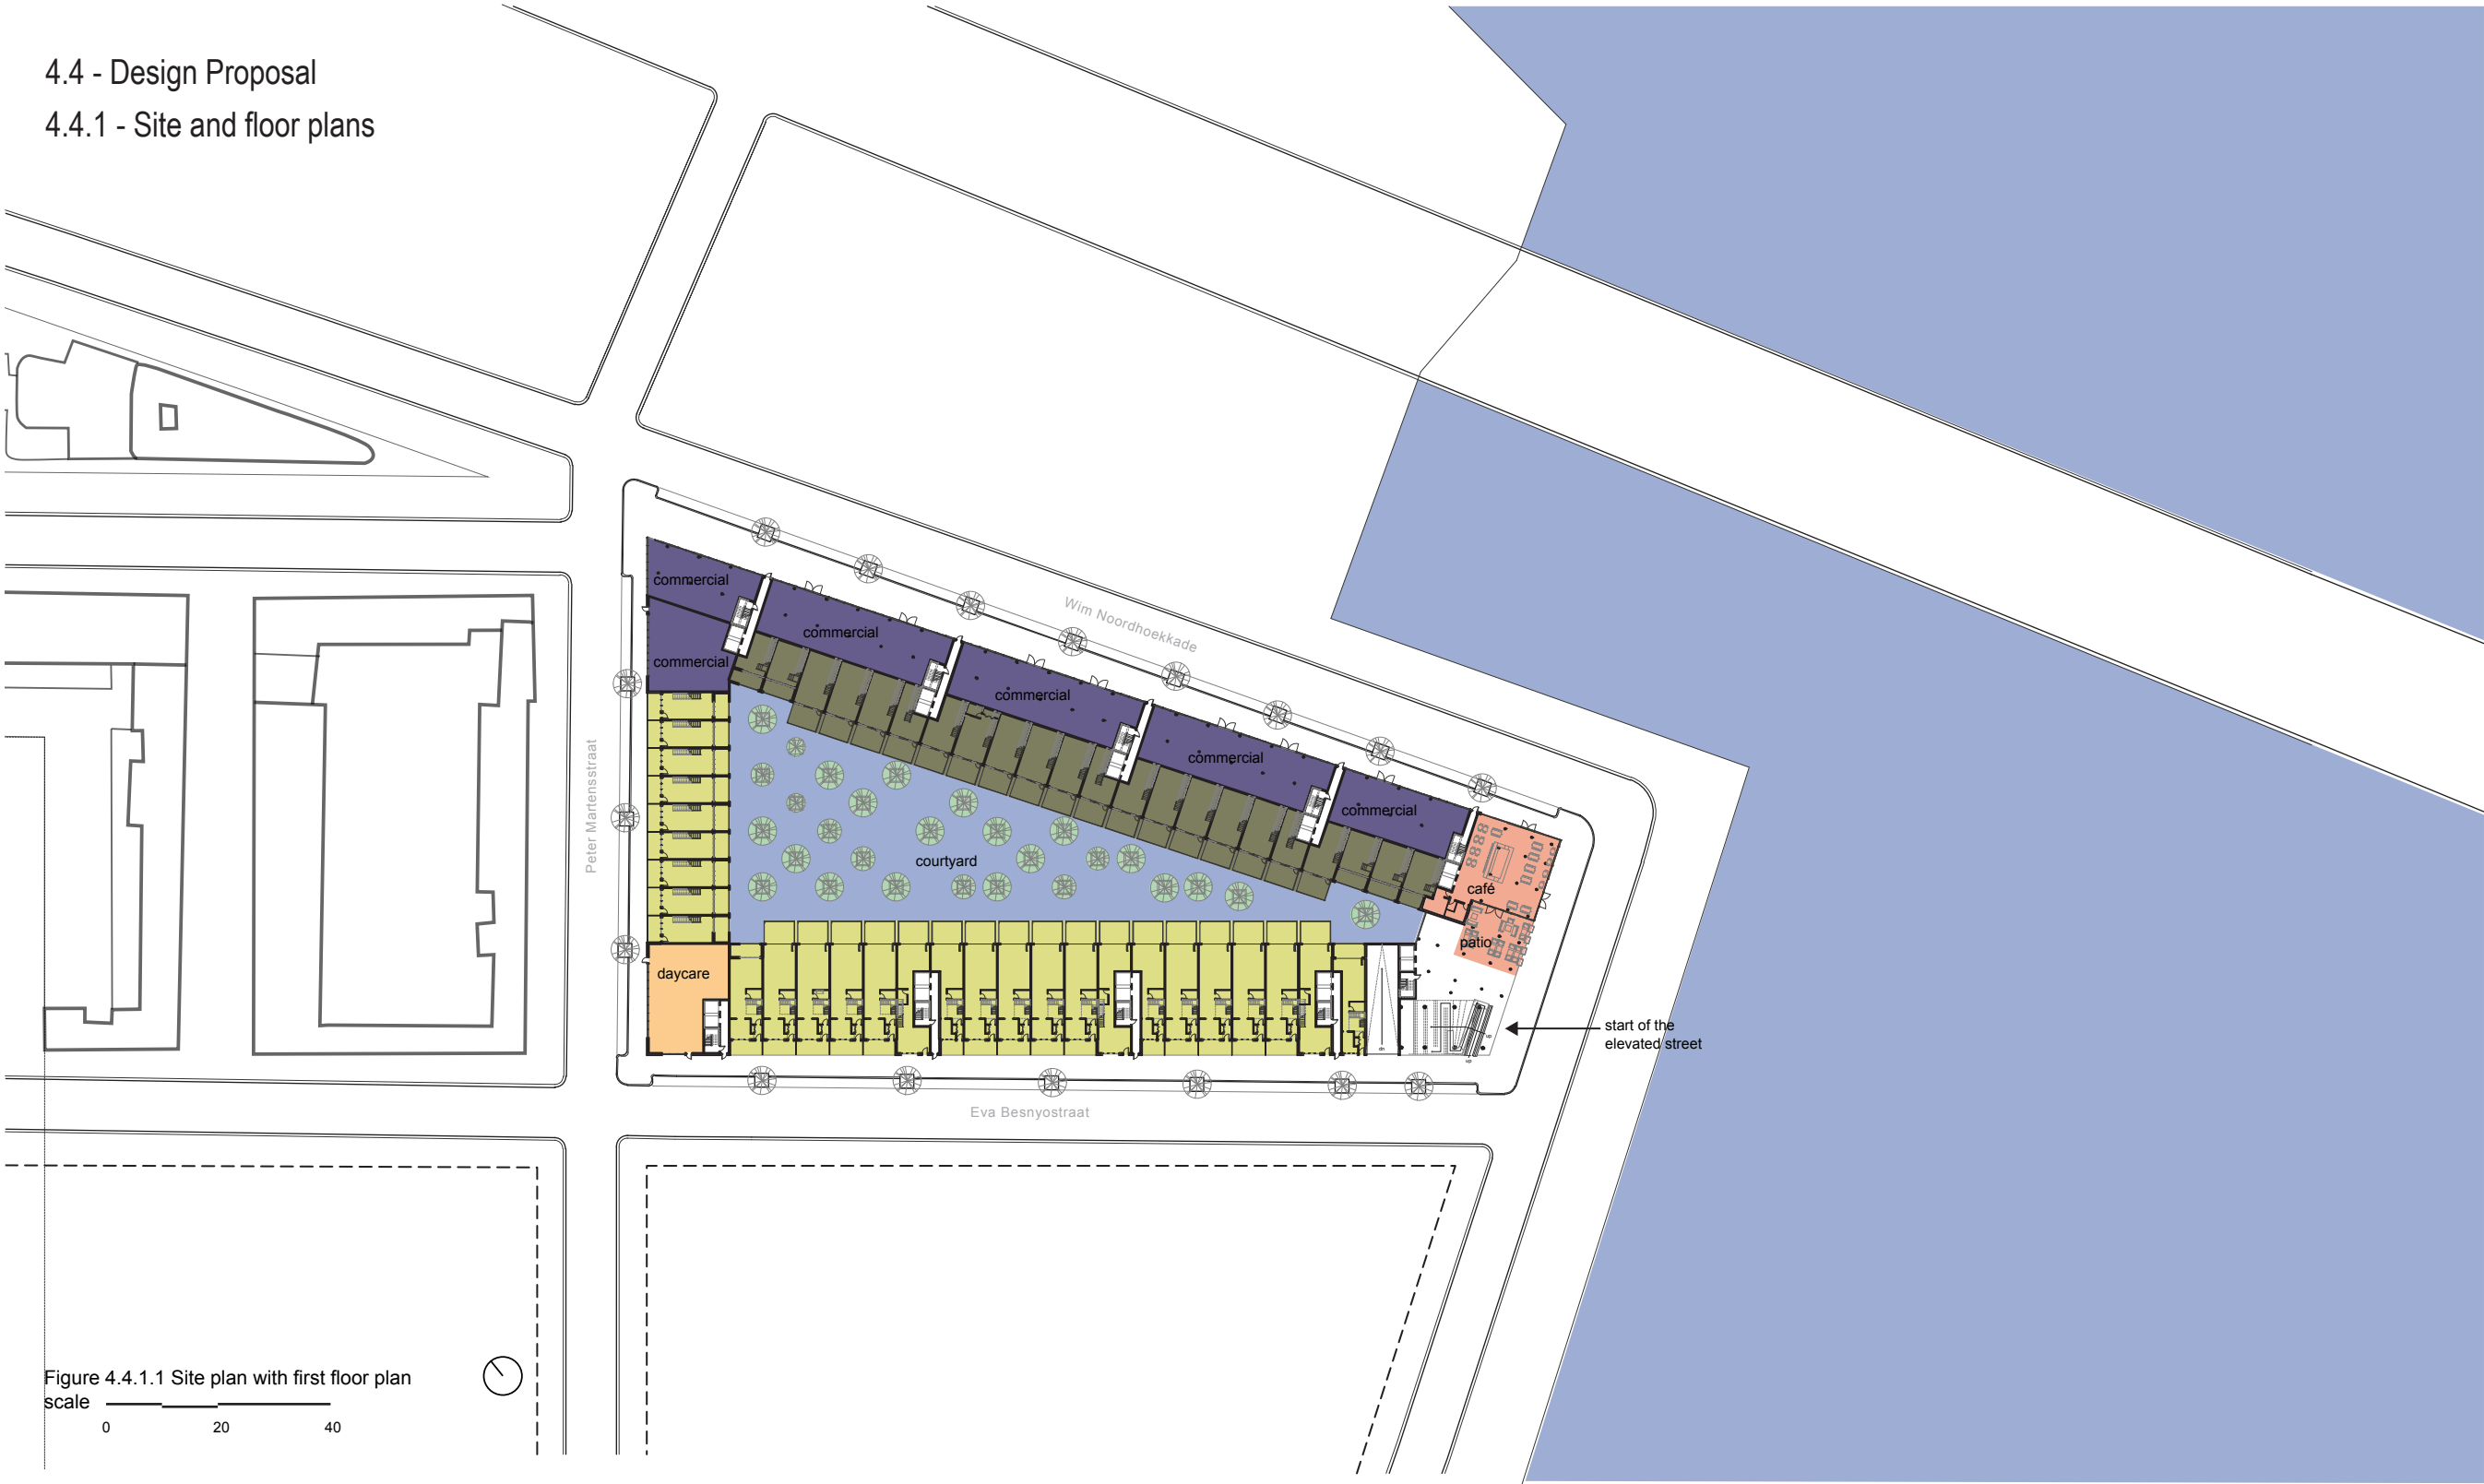 4.4 - Design Proposal
4.4.1 - Site and floor plans
Wim Noordhoekkade
commercial
commercial
commercial
commercial
commercial
commercial
commercial
Peter Martensstraat
courtyard
café
patio
daycare
start of the
elevated street
Eva Besnyostraat
Figure 4.4.1.1 Site plan with first floor plan
scale
0 20 40